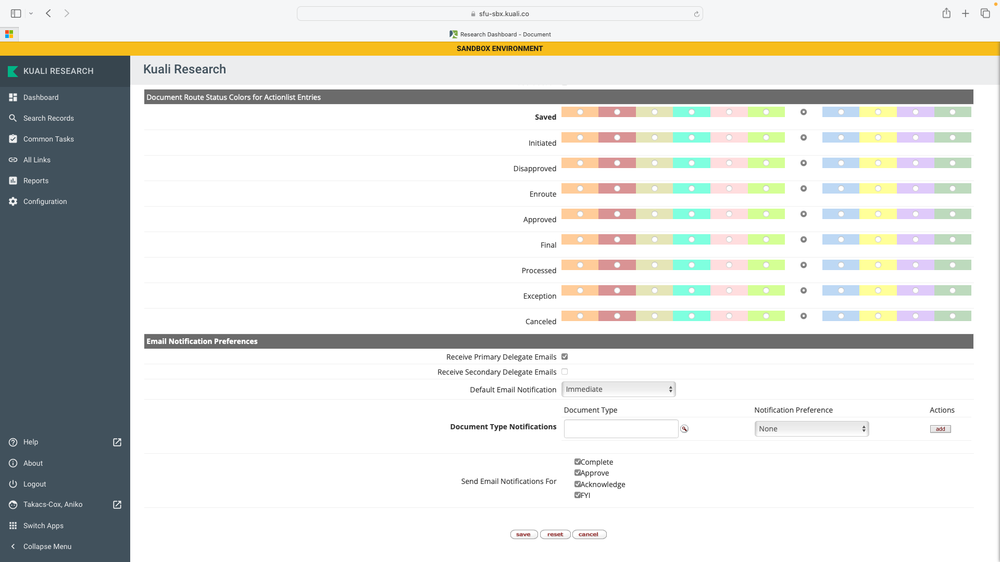 sfu-sbx.kuali.co
Research Dashboard - Document
SANDBOX ENVIRONMENT
KUALI RESEARCH
Kuali Research
Dashboard
Search Records
Common Tasks
All Links
Reports
Configuration
Document Route Status Colors for Actionlist Entries
Saved
Initiated
Disapproved
Enroute
Approved
Final
Processed
Exception
Canceled
Email Notification Preferences
Receive Primary Delegate Emails
Receive Secondary Delegate Emails
Default Email Notification Immediate
Document Type Notification Preference Actions
Document Type Notifications None add
Send Email Notifications For
Complete
Approve
Acknowledge
FYI
save reset cancel
Help
About
Logout
Takacs-Cox, Aniko
Switch Apps
Collapse Menu